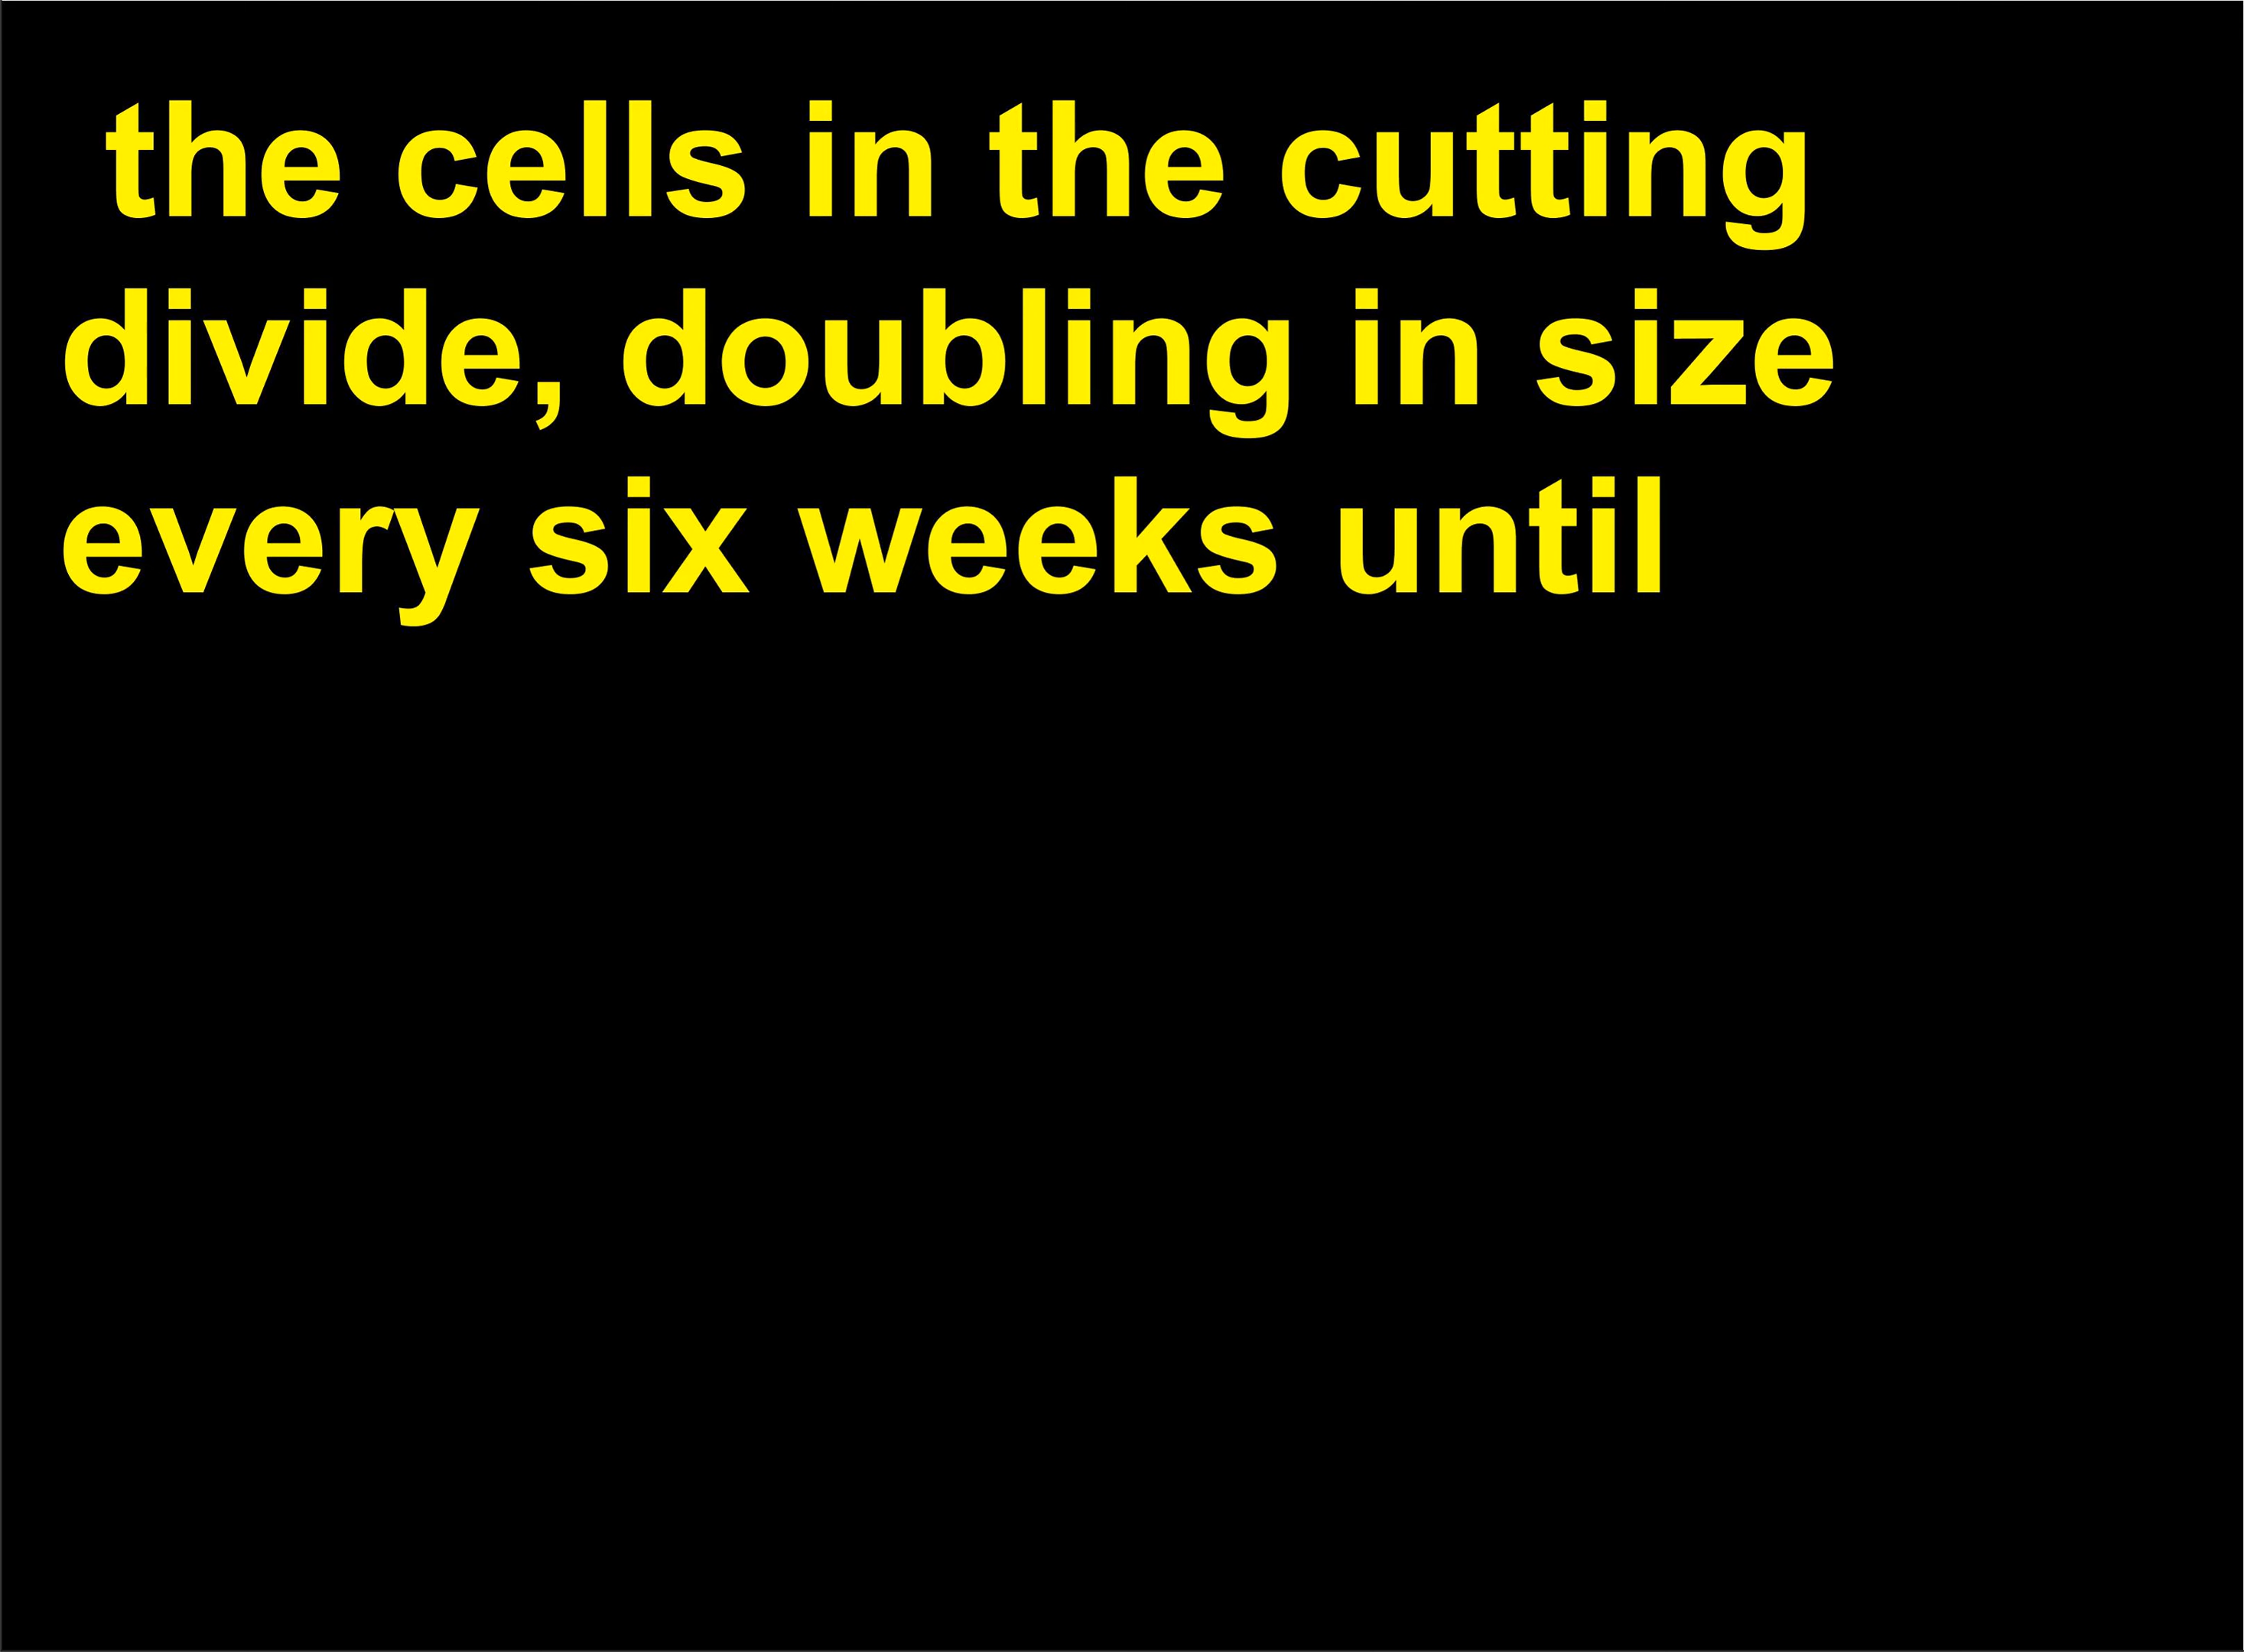 the cells in the cutting
divide, doubling in size
every six weeks until